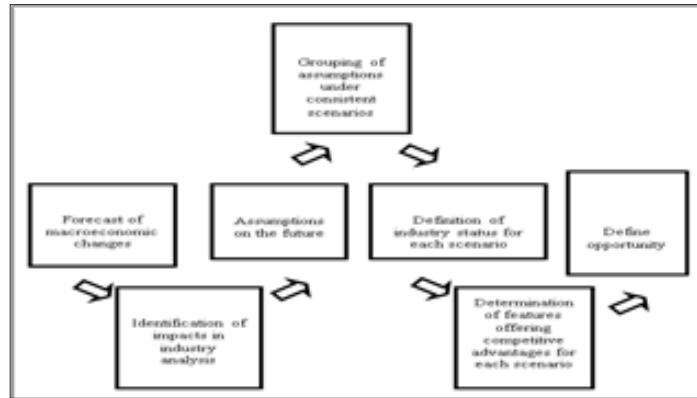 Grouping of
assumptions
under
consistent
scenarios
Forecast of
macroeconomic
changes
Assumptions
on the future
Definition of
industry status for
each scenario
Define
opportunity
Identification of
impacts in
industry
analysis
Determination
of features
offering
competitive
advantages for
each scenario